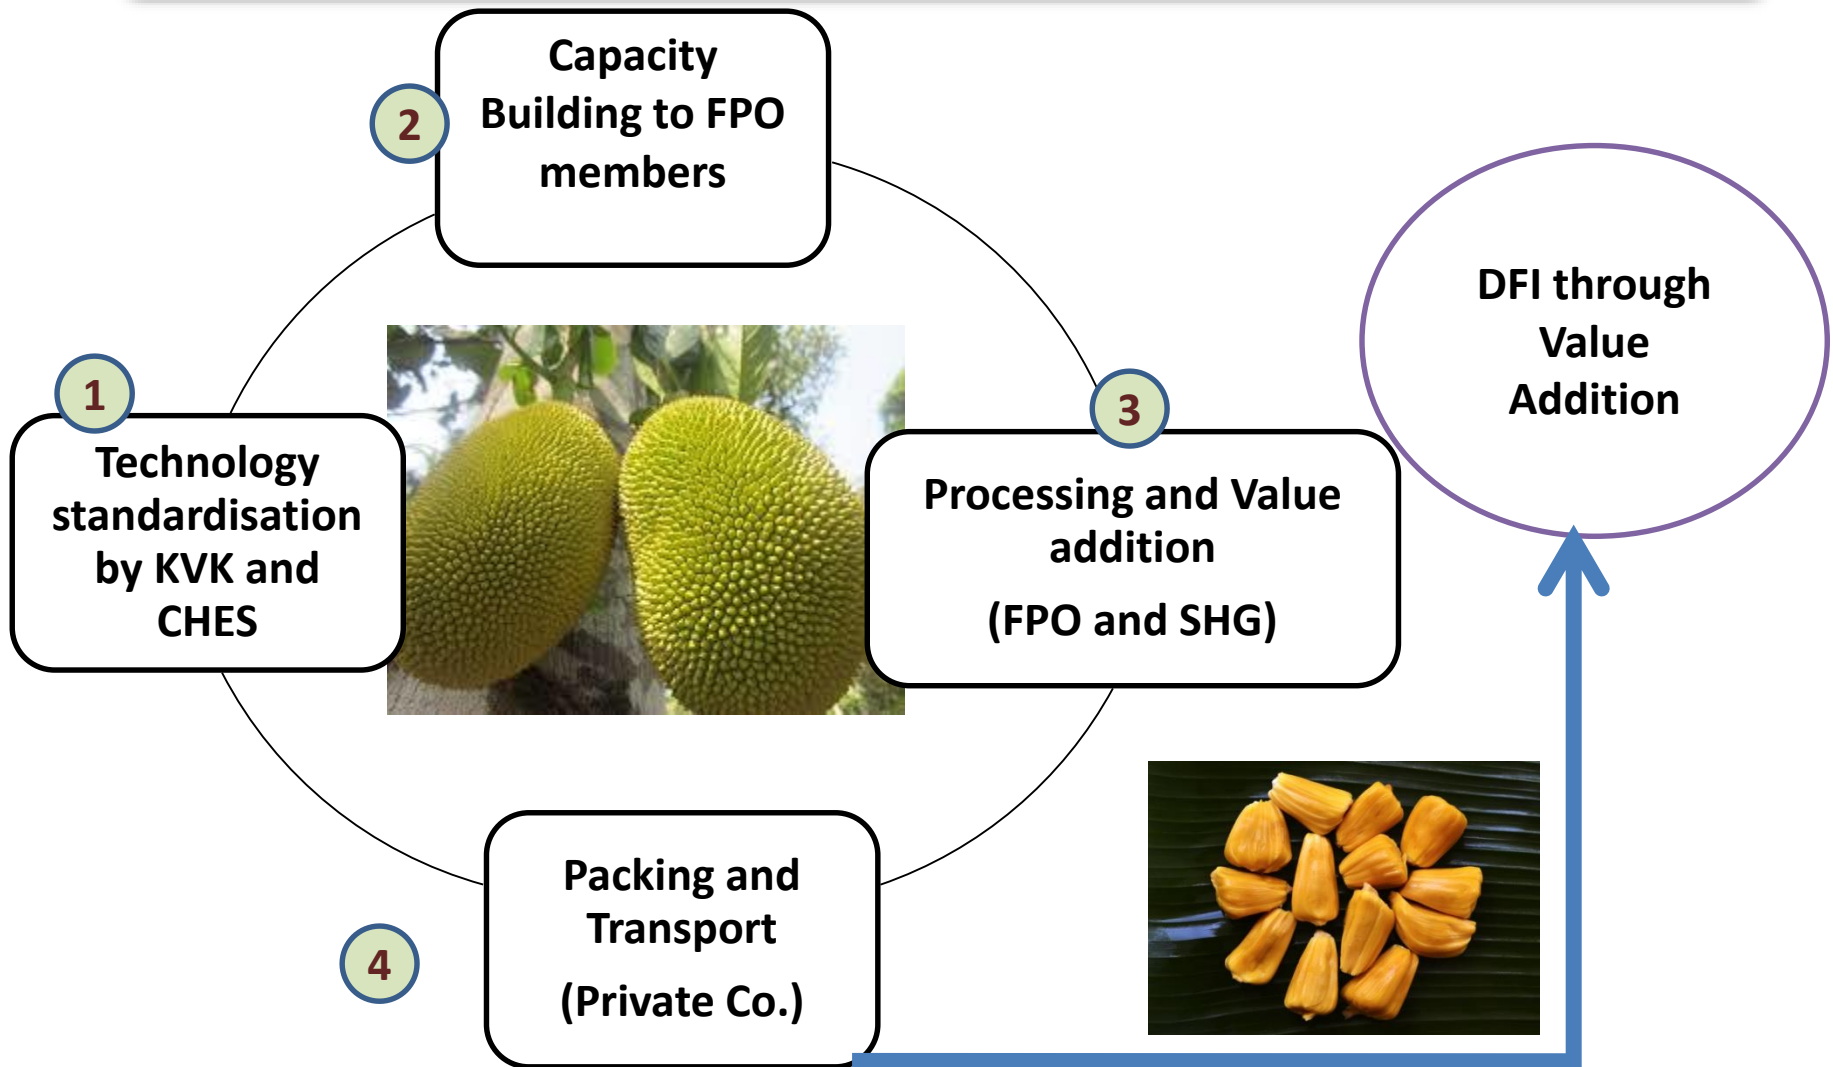 1
Technology
standardisation
by KVK and
CHES
2
Capacity
Building to FPO
members
3
Processing and Value
addition
(FPO and SHG)
4
Packing and
Transport
(Private Co.)
DFI through
Value
Addition